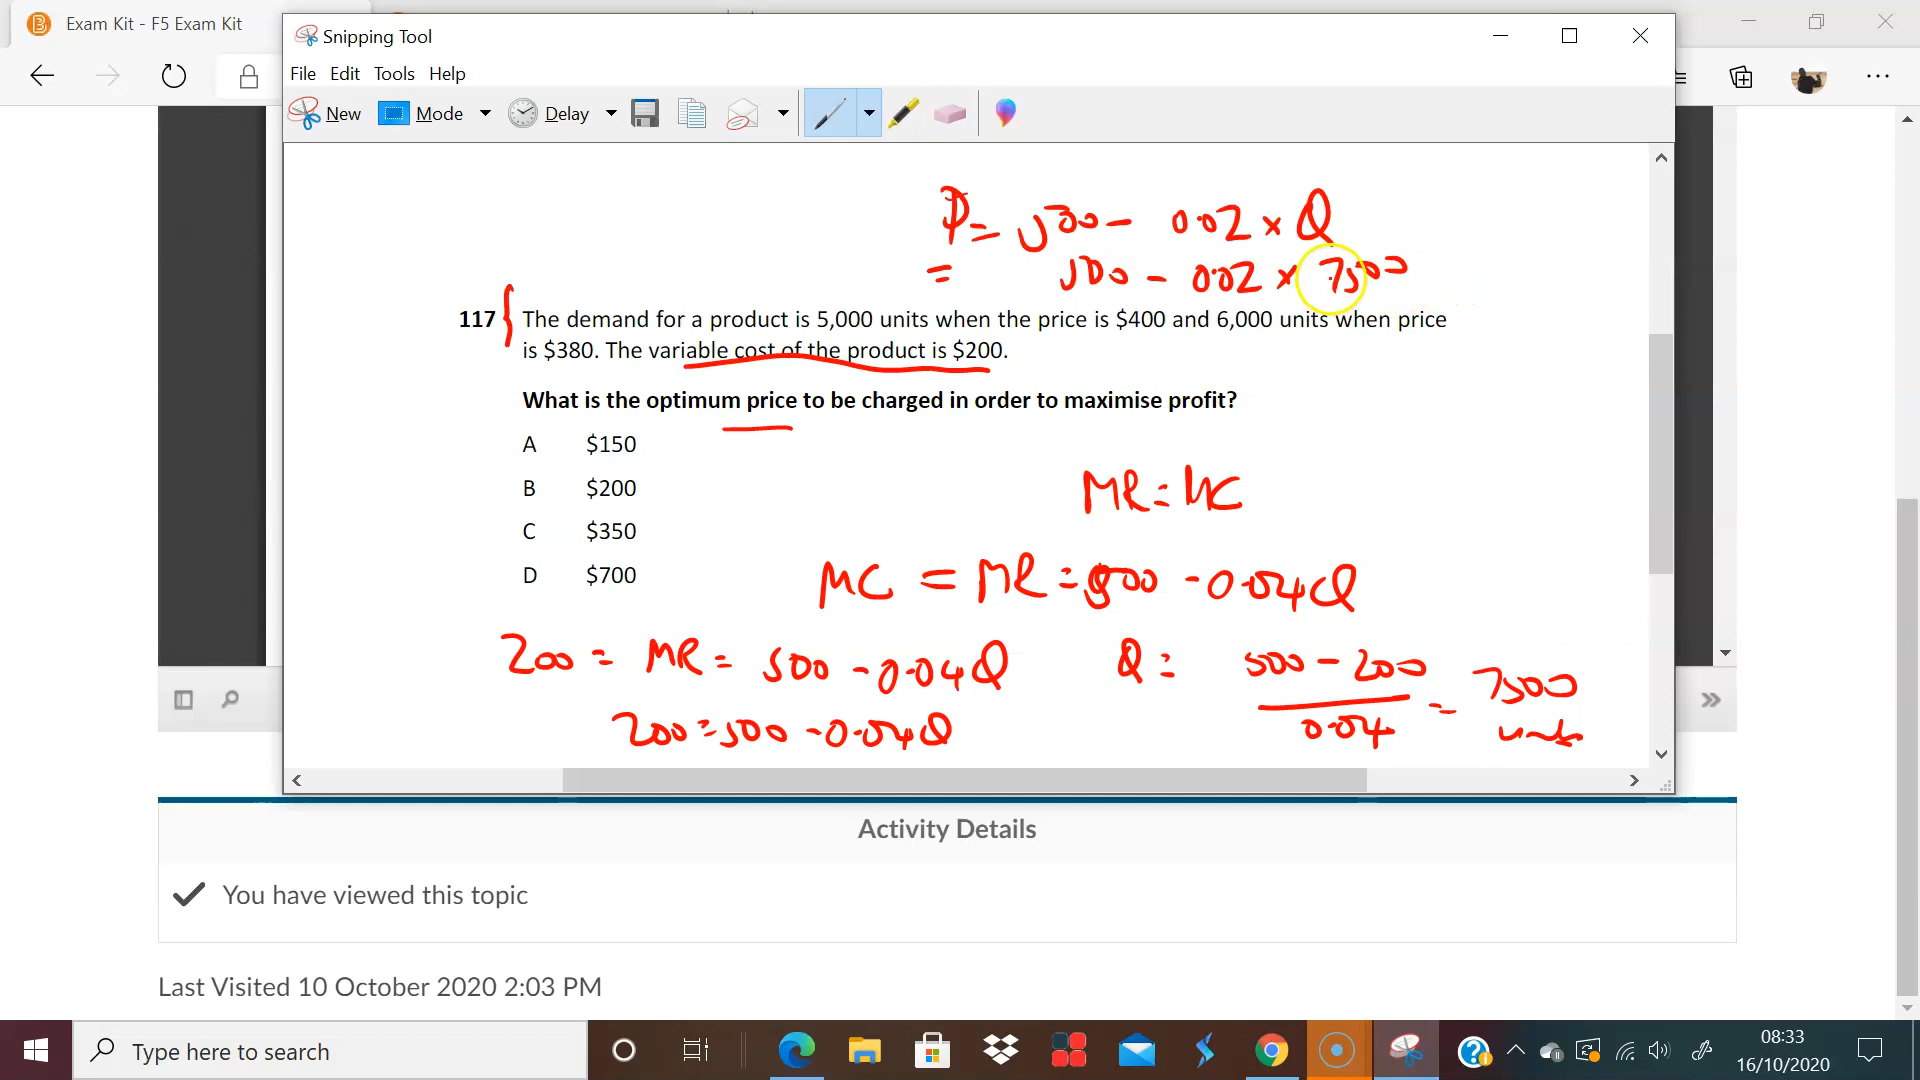 Exam Kit - F5 Exam Kit
Snipping Tool
File Edit Tools Help
New Mode Delay
P = 500 - 0.02 × Q
= 500 - 0.02 × 7500
117 The demand for a product is 5,000 units when the price is $400 and 6,000 units when price
is $380. The variable cost of the product is $200.
What is the optimum price to be charged in order to maximise profit?
A $150
B $200
C $350
D $700
MR = MC
MC = MR = 500 - 0.04Q
200 = MR = 500 - 0.04Q
200 = 500 - 0.04Q
Q = 500 - 200
0.04
= 7500
units
Activity Details
You have viewed this topic
Last Visited 10 October 2020 2:03 PM
Type here to search
08:33
16/10/2020